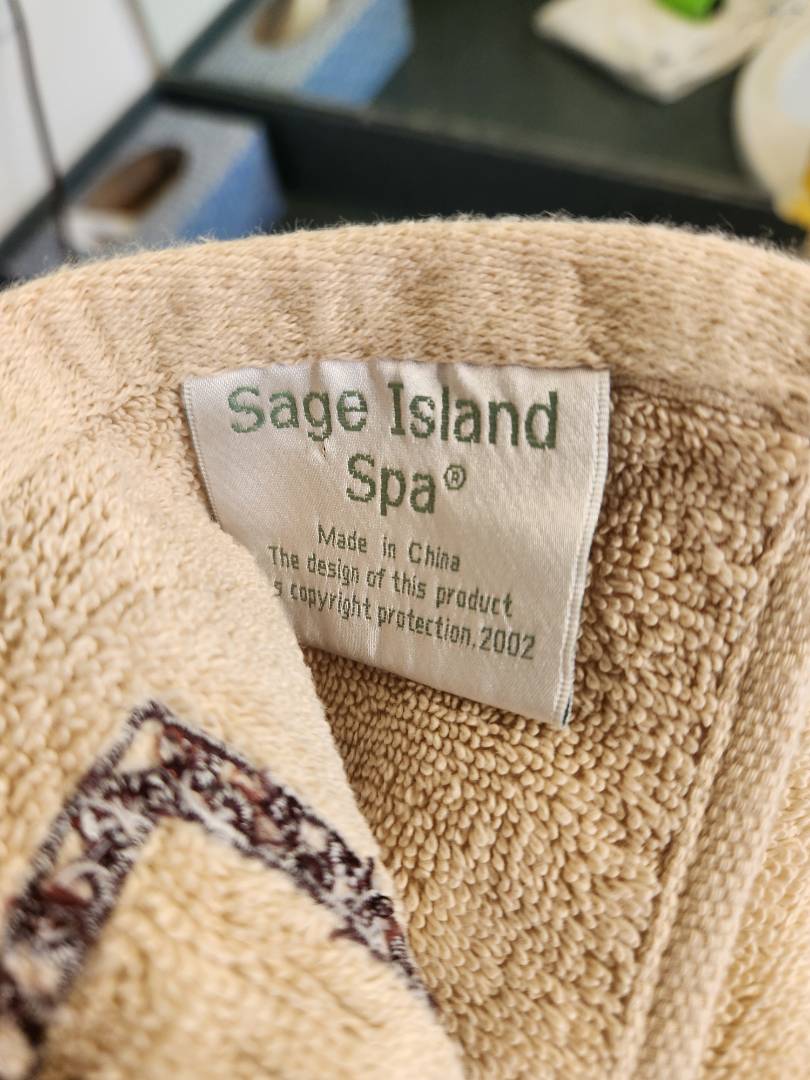 Sage Island
Spa®
Made in China
The design of this product
s copyright protection.2002